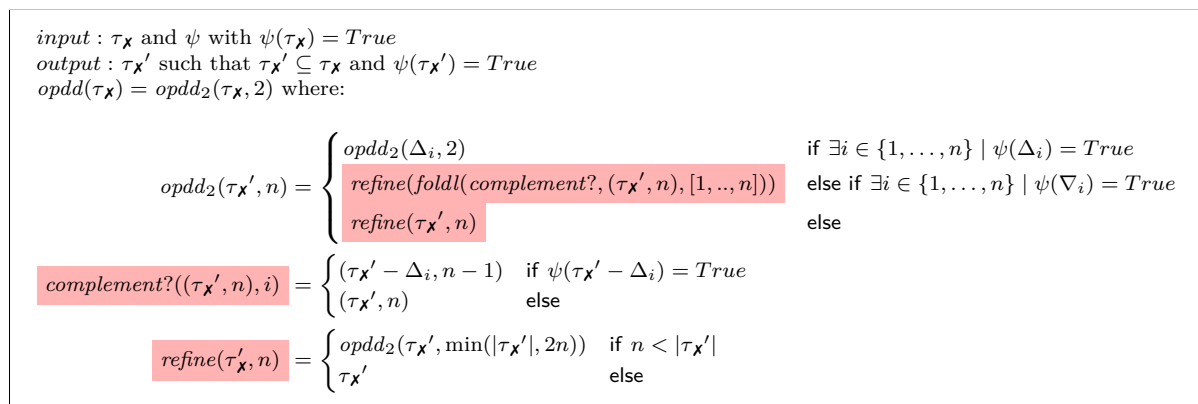 input : τ✗ and ψ with ψ(τ✗) = True
output : τ✗′ such that τ✗′ ⊆ τ✗ and ψ(τ✗′) = True
opdd(τ✗) = opdd₂(τ✗, 2) where:
opdd₂(τ✗′, n) = { opdd₂(Δᵢ, 2) if ∃i ∈ {1, . . . , n} | ψ(Δᵢ) = True
refine(foldl(complement?, (τ✗′, n), [1, .., n])) else if ∃i ∈ {1, . . . , n} | ψ(∇ᵢ) = True
refine(τ✗′, n) else
complement?((τ✗′, n), i) = { (τ✗′ − Δᵢ, n − 1) if ψ(τ✗′ − Δᵢ) = True
(τ✗′, n) else
refine(τ✗′, n) = { opdd₂(τ✗′, min(|τ✗′|, 2n)) if n < |τ✗′|
τ✗′ else